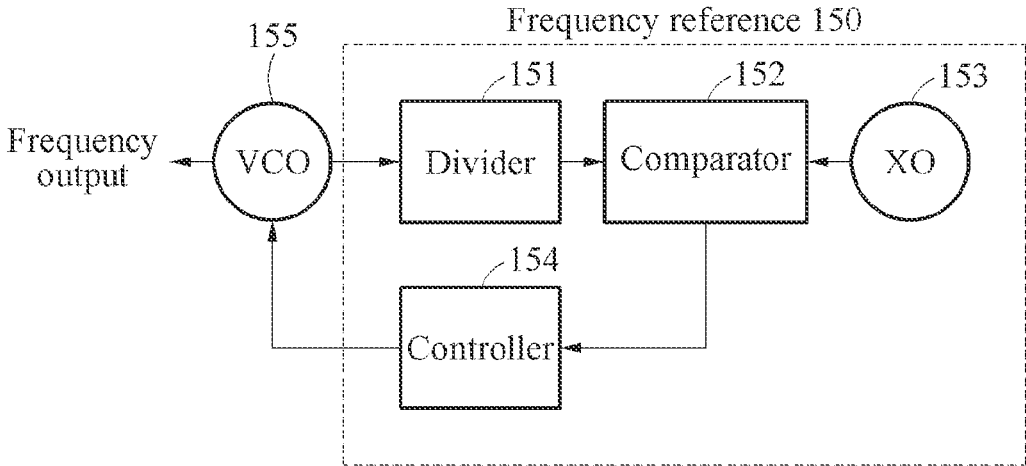 Frequency reference 150
155
151
152
153
Frequency
output
VCO
Divider
Comparator
XO
154
Controller